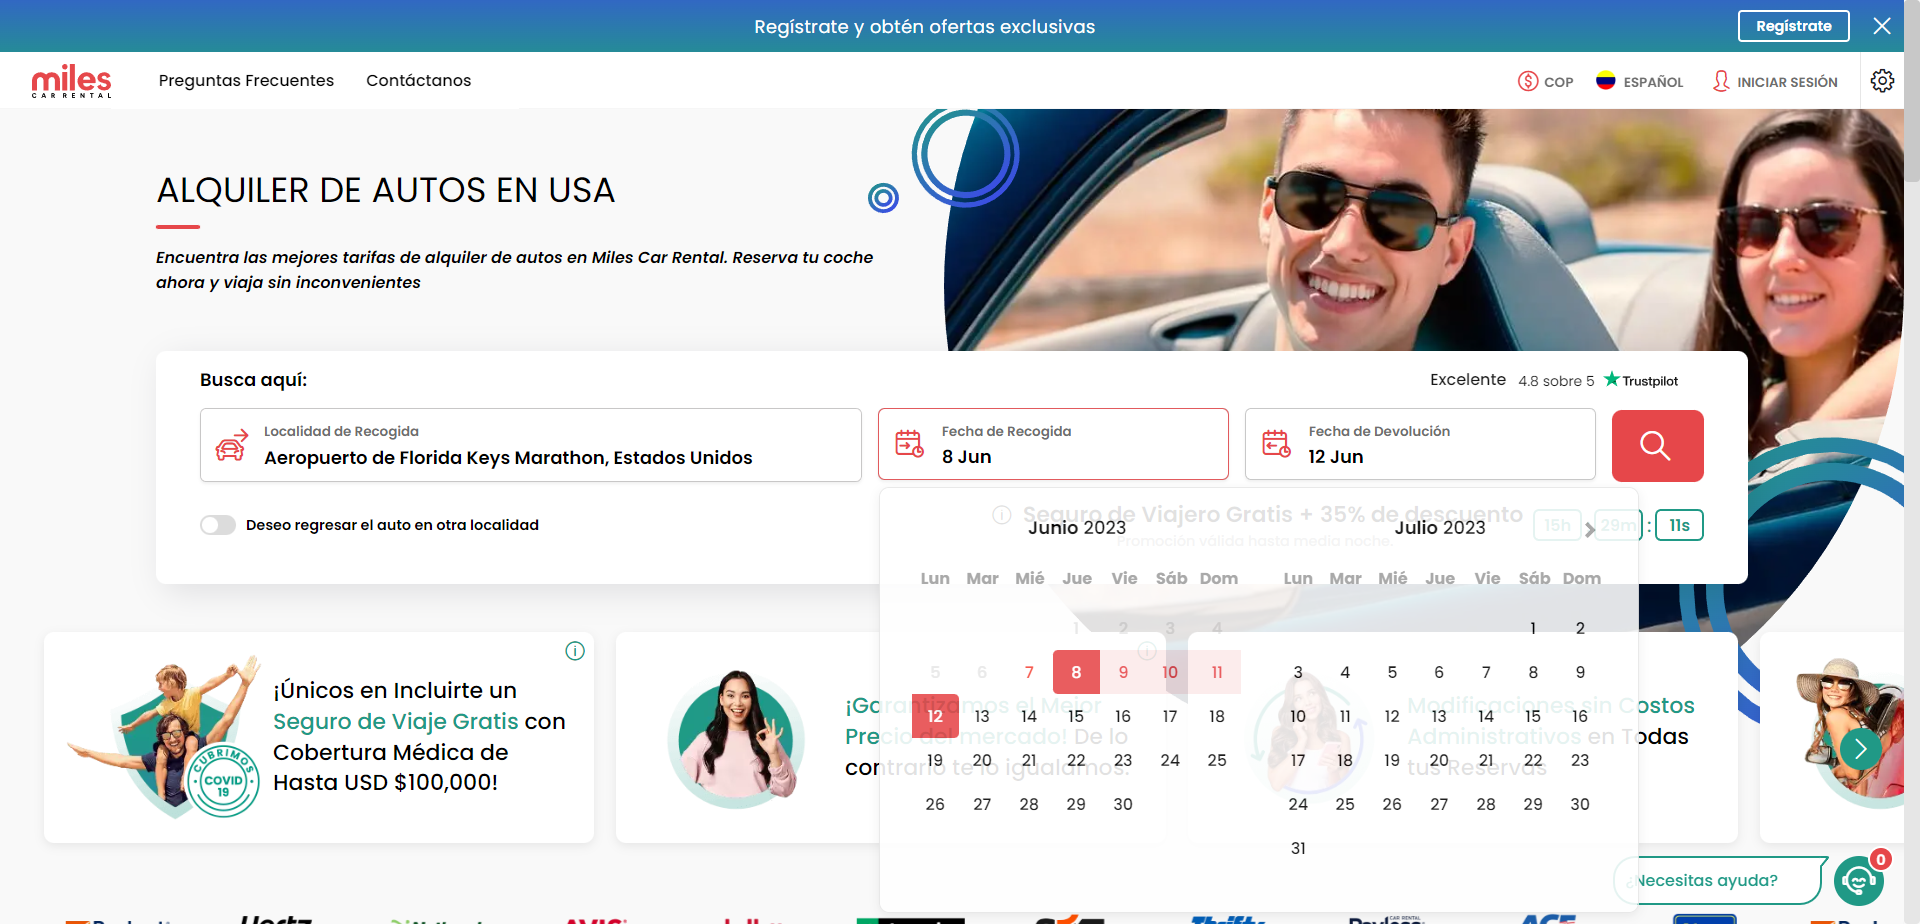 Regístrate y obtén ofertas exclusivas
Regístrate
miles
CAR RENTAL
Preguntas Frecuentes
Contáctanos
COP
ESPAÑOL
INICIAR SESIÓN
ALQUILER DE AUTOS EN USA
Encuentra las mejores tarifas de alquiler de autos en Miles Car Rental. Reserva tu coche
ahora y viaja sin inconvenientes
Busca aquí:
Excelente 4.8 sobre 5 Trustpilot
Localidad de Recogida
Aeropuerto de Florida Keys Marathon, Estados Unidos
Fecha de Recogida
8 Jun
Fecha de Devolución
12 Jun
Deseo regresar el auto en otra localidad
Seguro de Viajero Gratis + 35% de descuento
Promoción válida hasta media noche.
15h 29m : 11s
Junio 2023
Lun Mar Mié Jue Vie Sáb Dom
1 2 3 4
5 6 7 8 9 10 11
12 13 14 15 16 17 18
19 20 21 22 23 24 25
26 27 28 29 30
Julio 2023
Lun Mar Mié Jue Vie Sáb Dom
1 2
3 4 5 6 7 8 9
10 11 12 13 14 15 16
17 18 19 20 21 22 23
24 25 26 27 28 29 30
31
¡Únicos en Incluirte un
Seguro de Viaje Gratis con
Cobertura Médica de
Hasta USD $100,000!
CUBRIMOS
COVID
19
¡Garantizamos el Mejor
Precio del mercado! De lo
contrario te lo igualamos.
Modificaciones sin Costos
Administrativos en Todas
tus Reservas
¿Necesitas ayuda?
0
Hertz
AVIS
Thrifty
CAR RENTAL
ACE